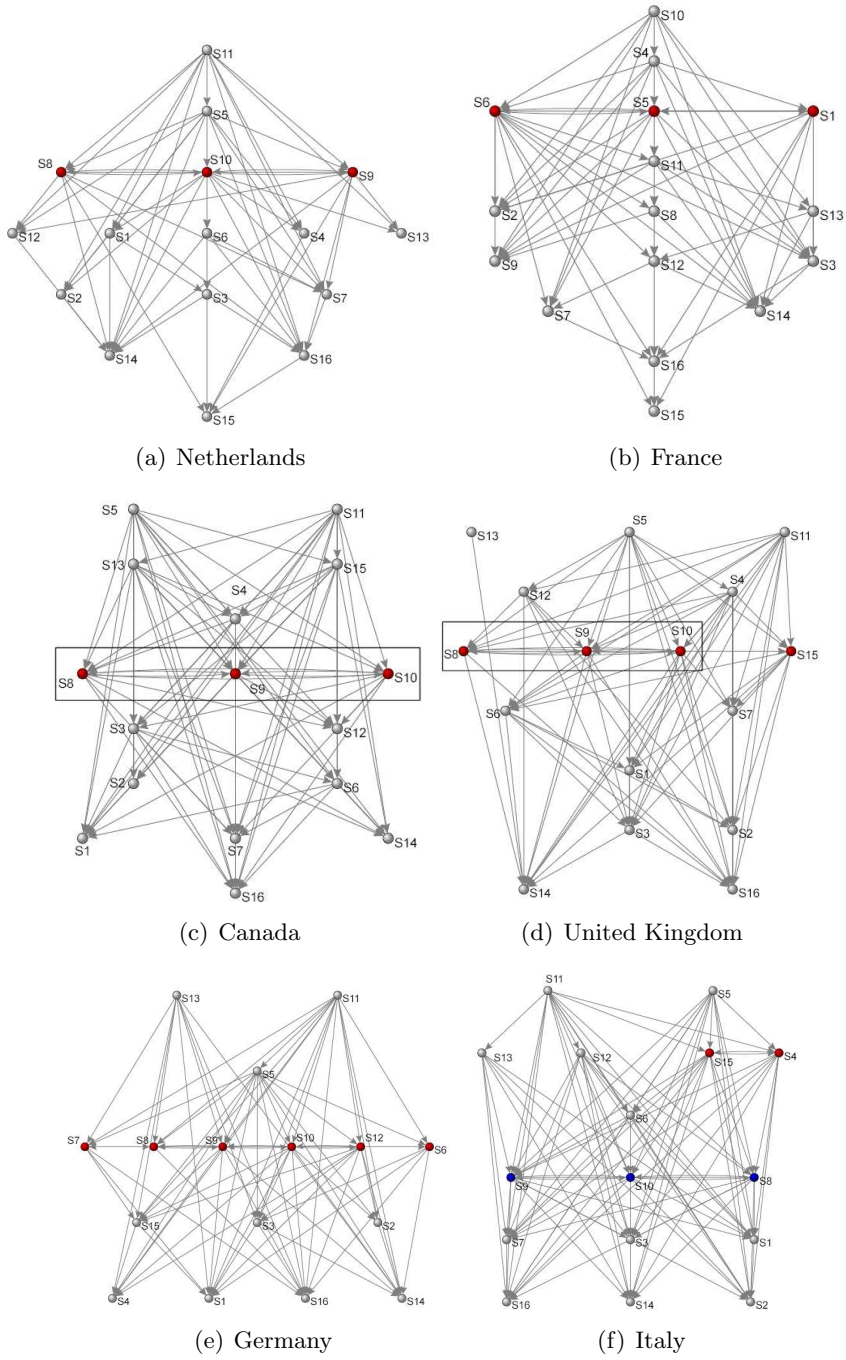 S11
S5
S8
S10
S9
S12
S1
S6
S4
S13
S2
S3
S7
S14
S16
S15
(a) Netherlands
S10
S4
S6
S5
S1
S11
S2
S8
S13
S9
S12
S3
S7
S14
S16
S15
(b) France
S5
S11
S13
S15
S4
S8
S9
S10
S3
S12
S2
S6
S1
S7
S14
S16
(c) Canada
S13
S5
S11
S12
S4
S8
S9
S10
S15
S6
S7
S1
S3
S2
S14
S16
(d) United Kingdom
S13
S11
S5
S7
S8
S9
S10
S12
S6
S15
S3
S2
S4
S1
S16
S14
(e) Germany
S11
S5
S13
S12
S15
S4
S6
S9
S10
S8
S7
S3
S1
S16
S14
S2
(f) Italy